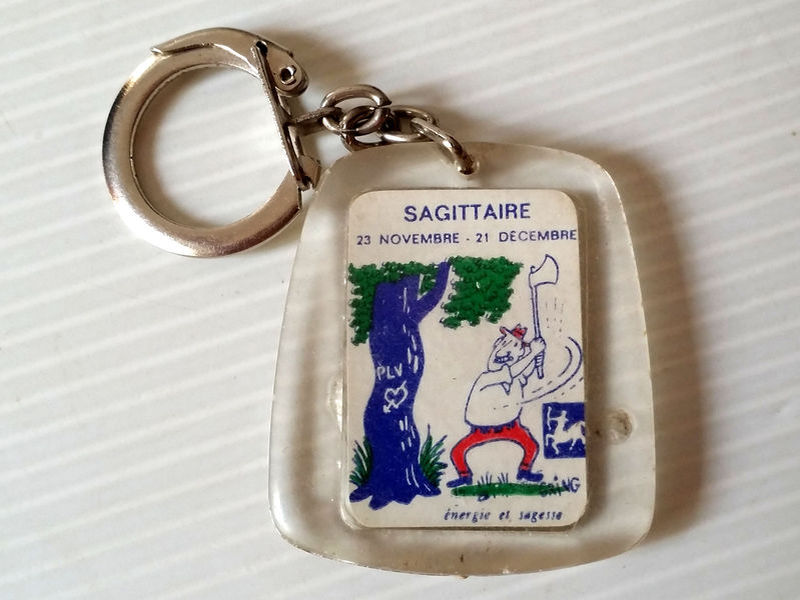 SAGITTAIRE
23 NOVEMBRE - 21 DÉCEMBRE
PLV
énergie et sagesse